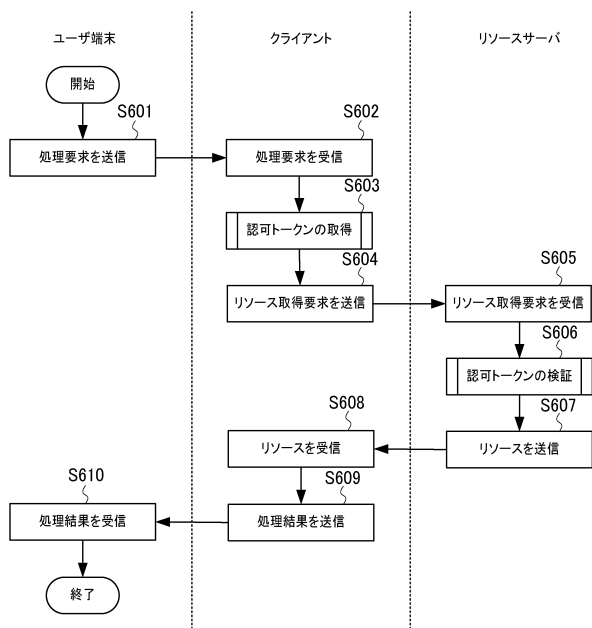 ユーザ端末
クライアント
リソースサーバ
開始
S601
処理要求を送信
S602
処理要求を受信
S603
認可トークンの取得
S604
リソース取得要求を送信
S605
リソース取得要求を受信
S606
認可トークンの検証
S607
リソースを送信
S608
リソースを受信
S609
処理結果を送信
S610
処理結果を受信
終了